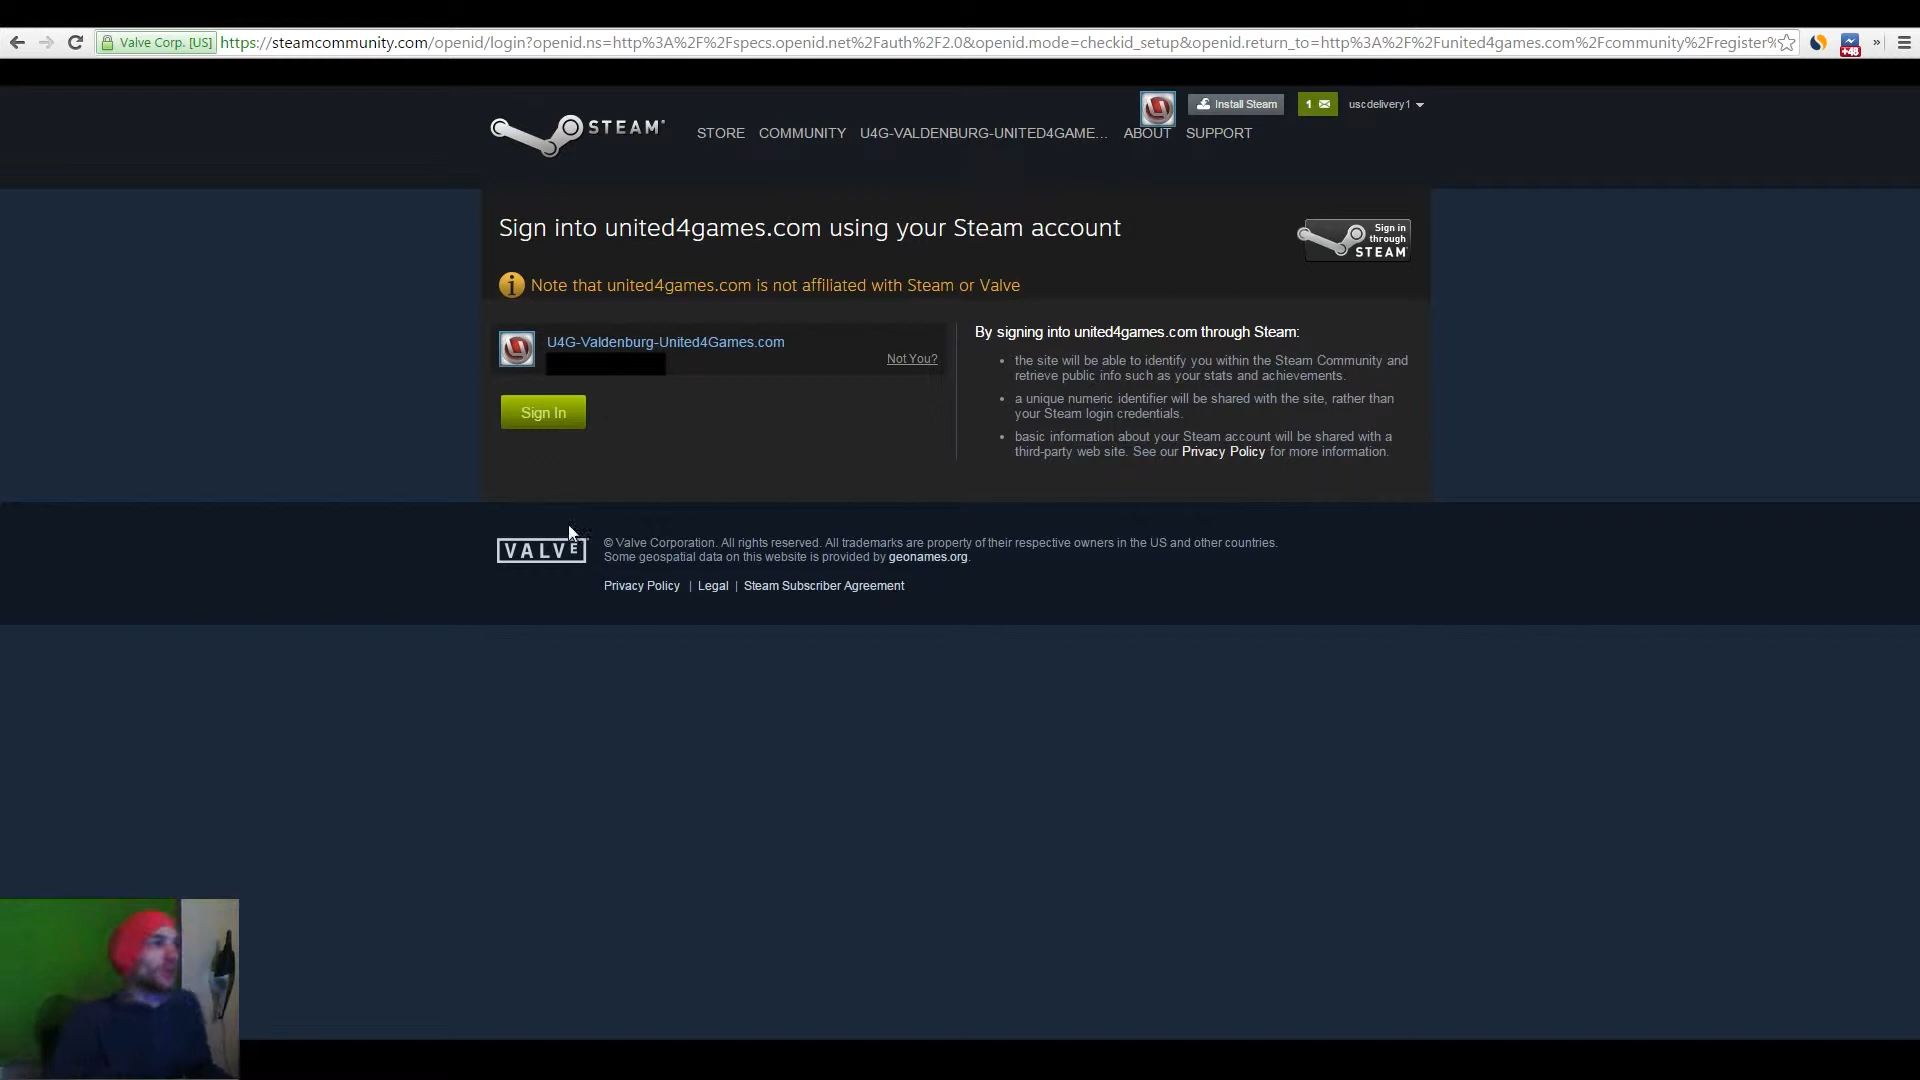 Valve Corp. [US] https://steamcommunity.com/openid/login?openid.ns=http%3A%2F%2Fspecs.openid.net%2Fauth%2F2.0&openid.mode=checkid_setup&openid.return_to=http%3A%2F%2Funited4games.com%2Fcommunity%2Fregister%
+48
»
Install Steam
1
uscdelivery1
STEAM®
STORE COMMUNITY U4G-VALDENBURG-UNITED4GAME... ABOUT SUPPORT
Sign into united4games.com using your Steam account
Sign in
through
STEAM
Note that united4games.com is not affiliated with Steam or Valve
U4G-Valdenburg-United4Games.com
Not You?
Sign In
By signing into united4games.com through Steam:
• the site will be able to identify you within the Steam Community and
retrieve public info such as your stats and achievements.
• a unique numeric identifier will be shared with the site, rather than
your Steam login credentials.
• basic information about your Steam account will be shared with a
third-party web site. See our Privacy Policy for more information.
VALVE
© Valve Corporation. All rights reserved. All trademarks are property of their respective owners in the US and other countries.
Some geospatial data on this website is provided by geonames.org.
Privacy Policy | Legal | Steam Subscriber Agreement